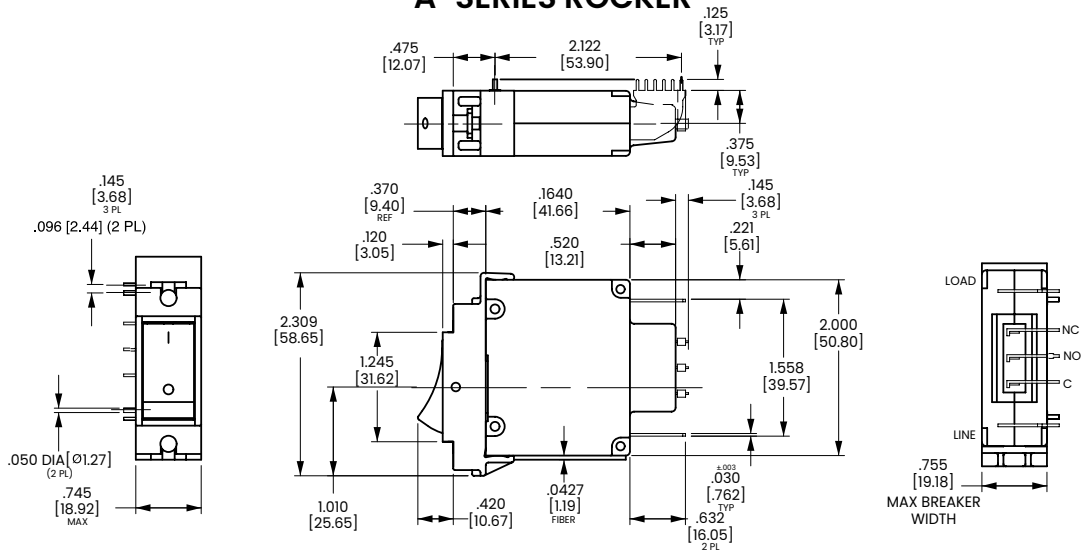 "A" SERIES ROCKER
.475
[12.07]
2.122
[53.90]
.125
[3.17]
TYP
.375
[9.53]
TYP
.145
[3.68]
3 PL
.096 [2.44] (2 PL)
.370
[9.40]
REF
.1640
[41.66]
.145
[3.68]
3 PL
.120
[3.05]
.520
[13.21]
.221
[5.61]
2.309
[58.65]
1.245
[31.62]
2.000
[50.80]
1.558
[39.57]
LOAD
NC
NO
C
LINE
I
O
.050 DIA[Ø1.27]
(2 PL)
.745
[18.92]
MAX
1.010
[25.65]
.420
[10.67]
.0427
[1.19]
FIBER
±.003
.030
[.762]
TYP
.632
[16.05]
2 PL
.755
[19.18]
MAX BREAKER
WIDTH